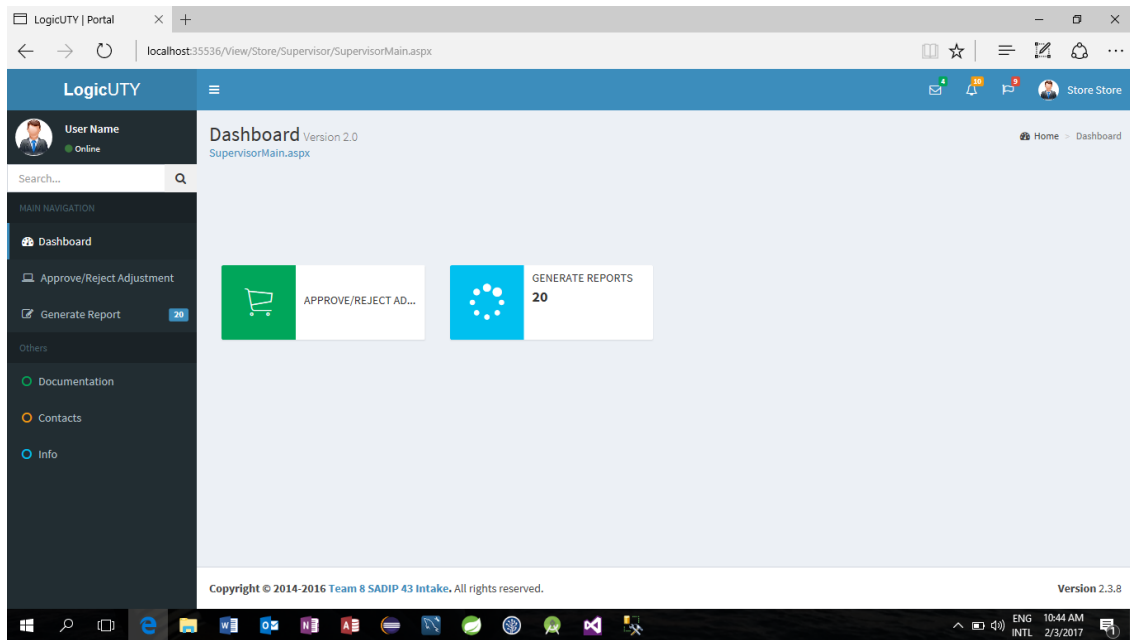 LogicUTY | Portal
localhost:35536/View/Store/Supervisor/SupervisorMain.aspx
LogicUTY
4
10
9
Store Store
User Name
Online
Dashboard Version 2.0
SupervisorMain.aspx
Home > Dashboard
Search...
MAIN NAVIGATION
Dashboard
Approve/Reject Adjustment
Generate Report 20
Others
Documentation
Contacts
Info
APPROVE/REJECT AD...
GENERATE REPORTS
20
Copyright © 2014-2016 Team 8 SADIP 43 Intake. All rights reserved.
Version 2.3.8
ENG 10:44 AM
INTL 2/3/2017